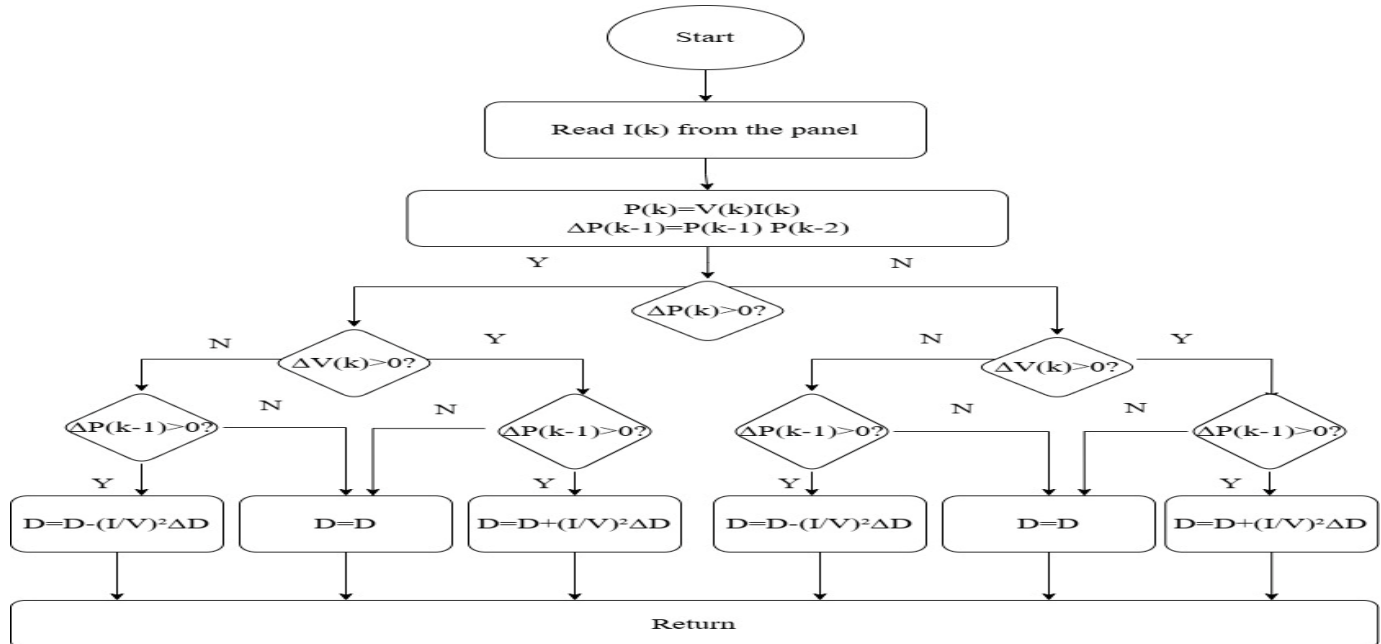 Start
Read I(k) from the panel
P(k)=V(k)I(k)
ΔP(k-1)=P(k-1) P(k-2)
Y
N
ΔP(k)>0?
N
ΔV(k)>0?
Y
N
ΔV(k)>0?
Y
ΔP(k-1)>0?
N
N
ΔP(k-1)>0?
ΔP(k-1)>0?
N
N
ΔP(k-1)>0?
Y
Y
Y
Y
D=D-(I/V)²ΔD
D=D
D=D+(I/V)²ΔD
D=D-(I/V)²ΔD
D=D
D=D+(I/V)²ΔD
Return